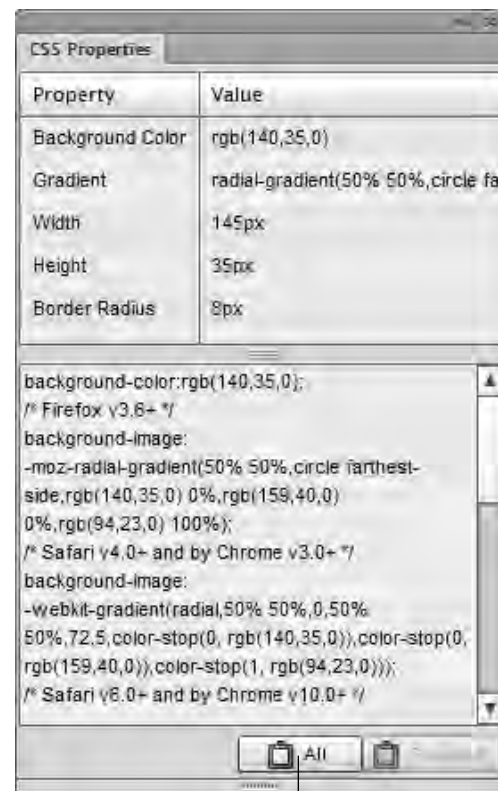 CSS Properties
Property Value
Background Color rgb(140,35,0)
Gradient radial-gradient(50% 50%,circle fa
Width 145px
Height 35px
Border Radius 8px
background-color:rgb(140,35,0);
/* Firefox v3.6+ */
background-image:
-moz-radial-gradient(50% 50%,circle farthest-
side,rgb(140,35,0) 0%,rgb(159,40,0)
0%,rgb(94,23,0) 100%);
/* Safari v4.0+ and by Chrome v3.0+ */
background-image:
-webkit-gradient(radial,50% 50%,0,50%
50%,72.5,color-stop(0, rgb(140,35,0)),color-stop(0,
rgb(159,40,0)),color-stop(1, rgb(94,23,0)));
/* Safari v6.0+ and by Chrome v10.0+ */
All